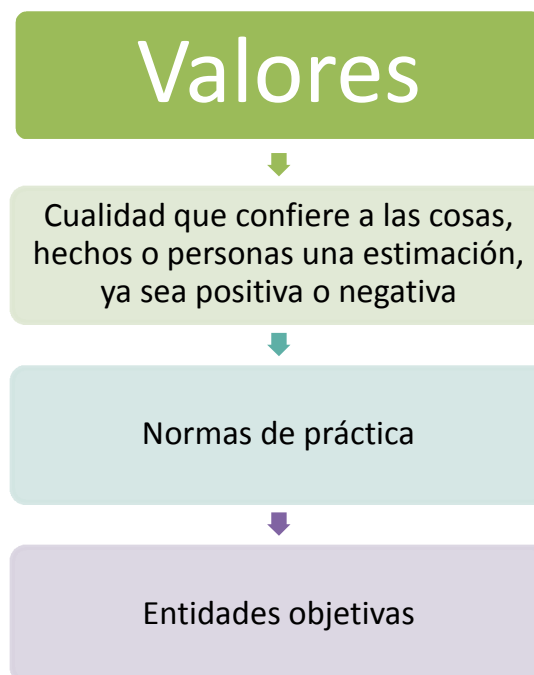 Valores
Cualidad que confiere a las cosas,
hechos o personas una estimación,
ya sea positiva o negativa
Normas de práctica
Entidades objetivas